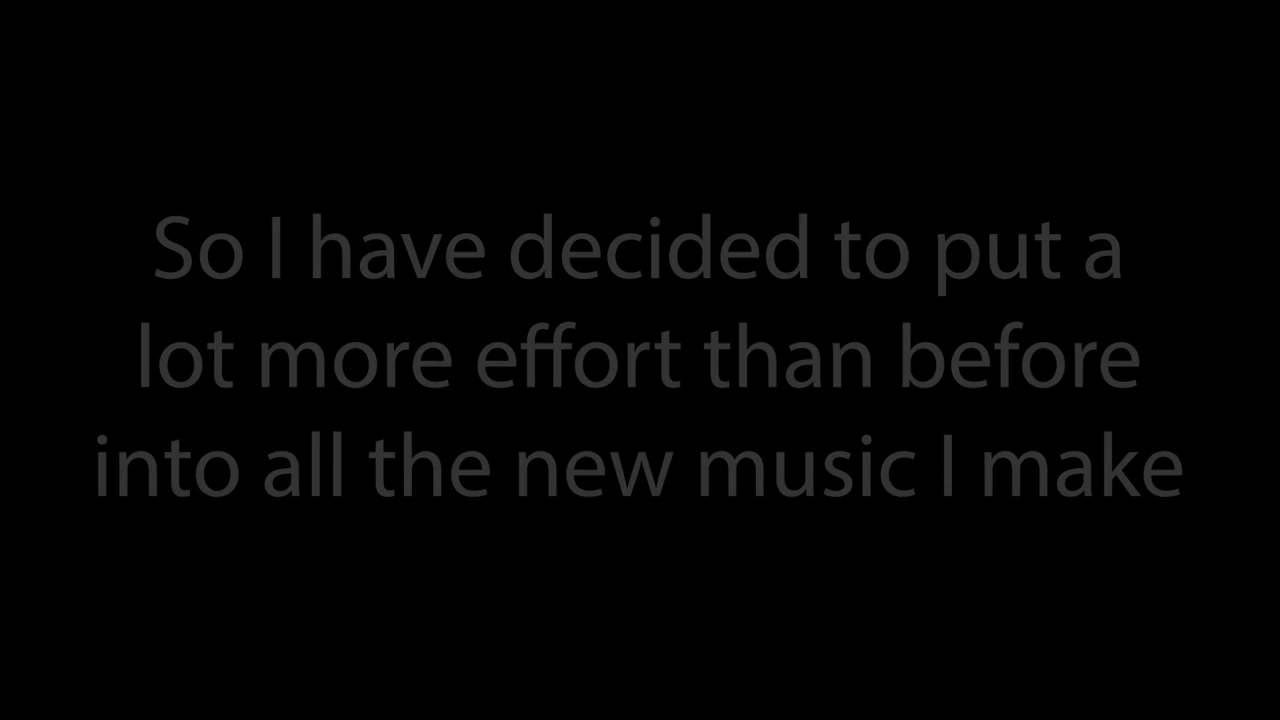 So I have decided to put a
lot more effort than before
into all the new music I make